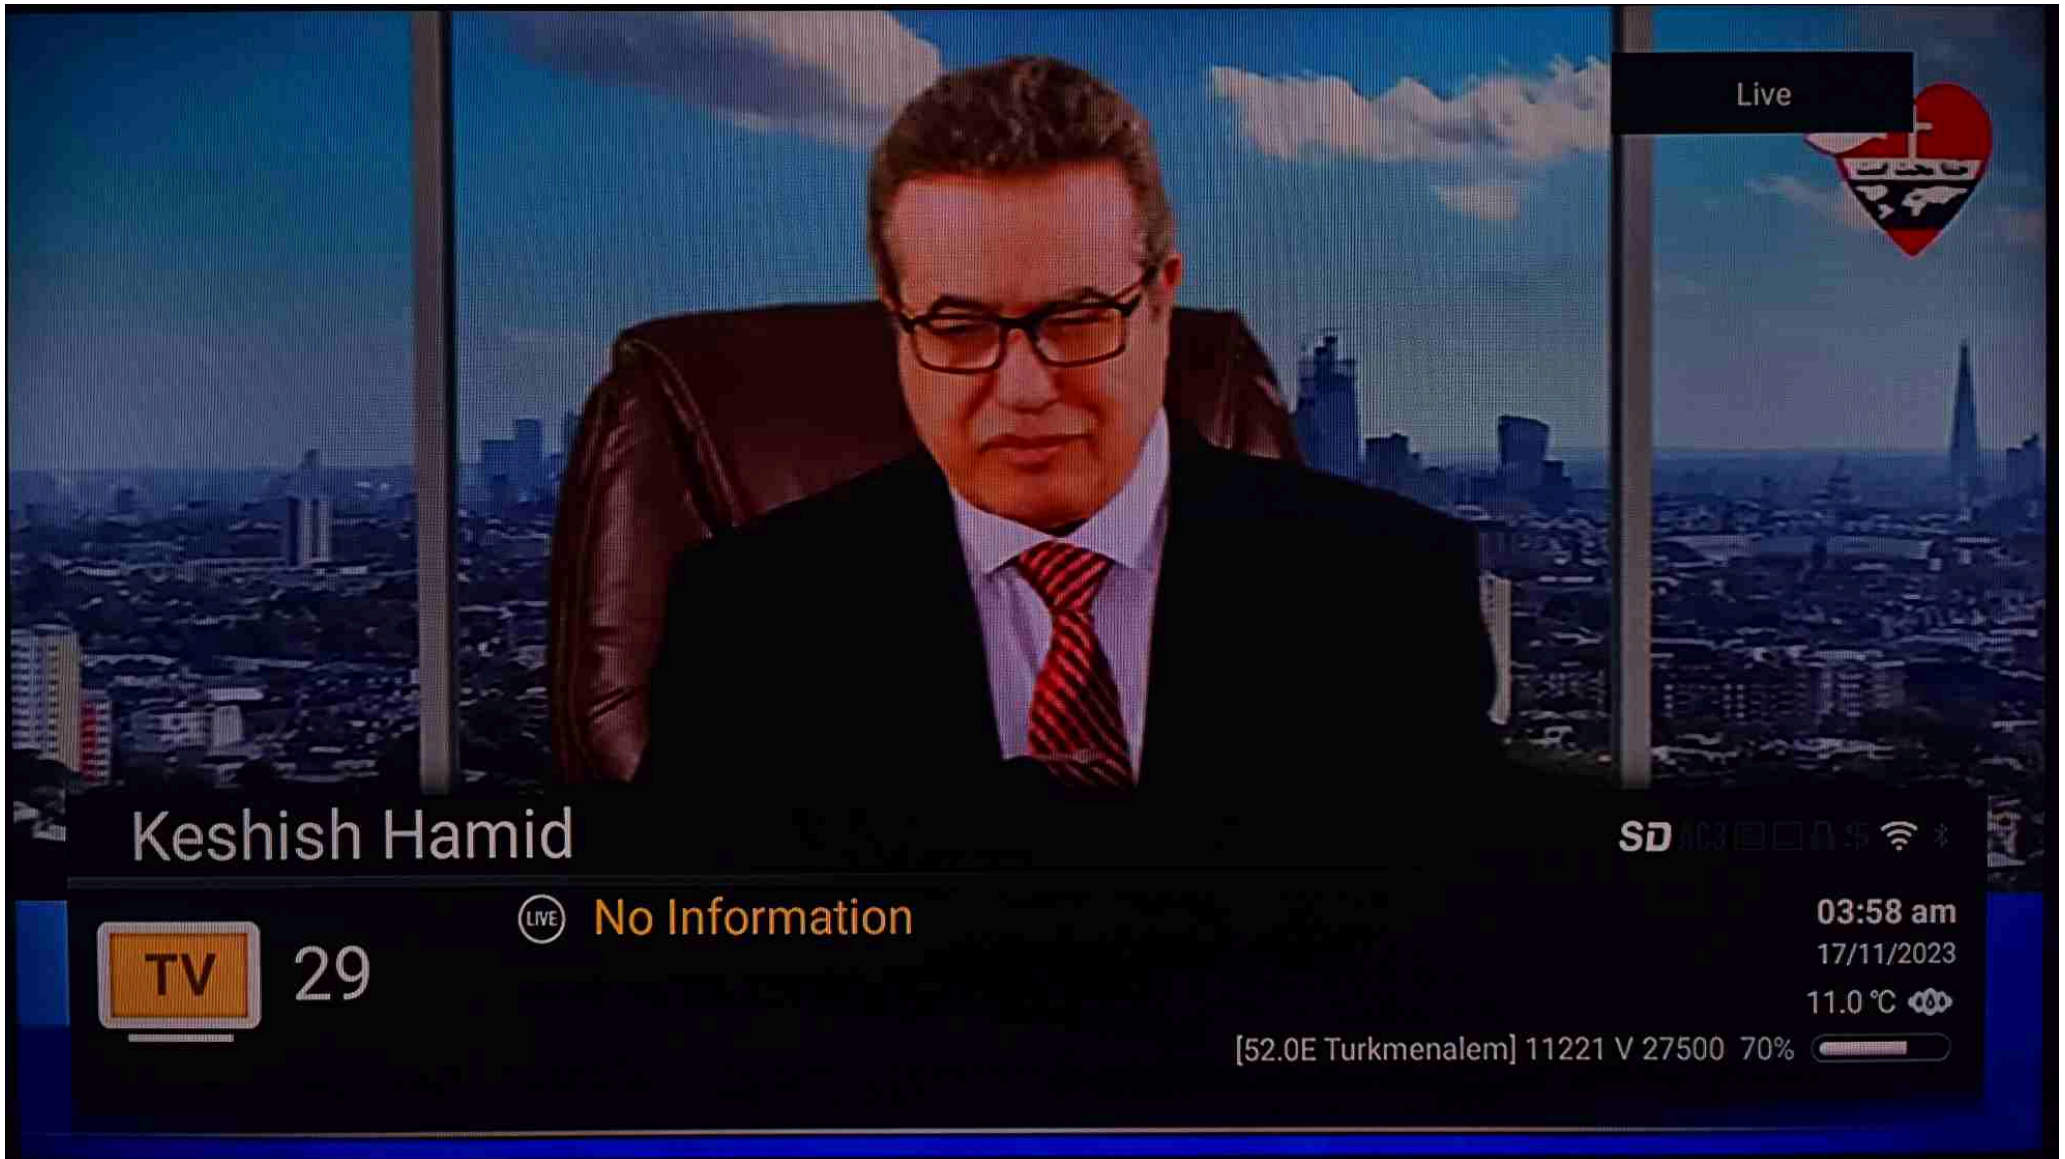 Live
Keshish Hamid
SD
LIVE No Information
TV 29
03:58 am
17/11/2023
11.0 °C
[52.0E Turkmenalem] 11221 V 27500 70%